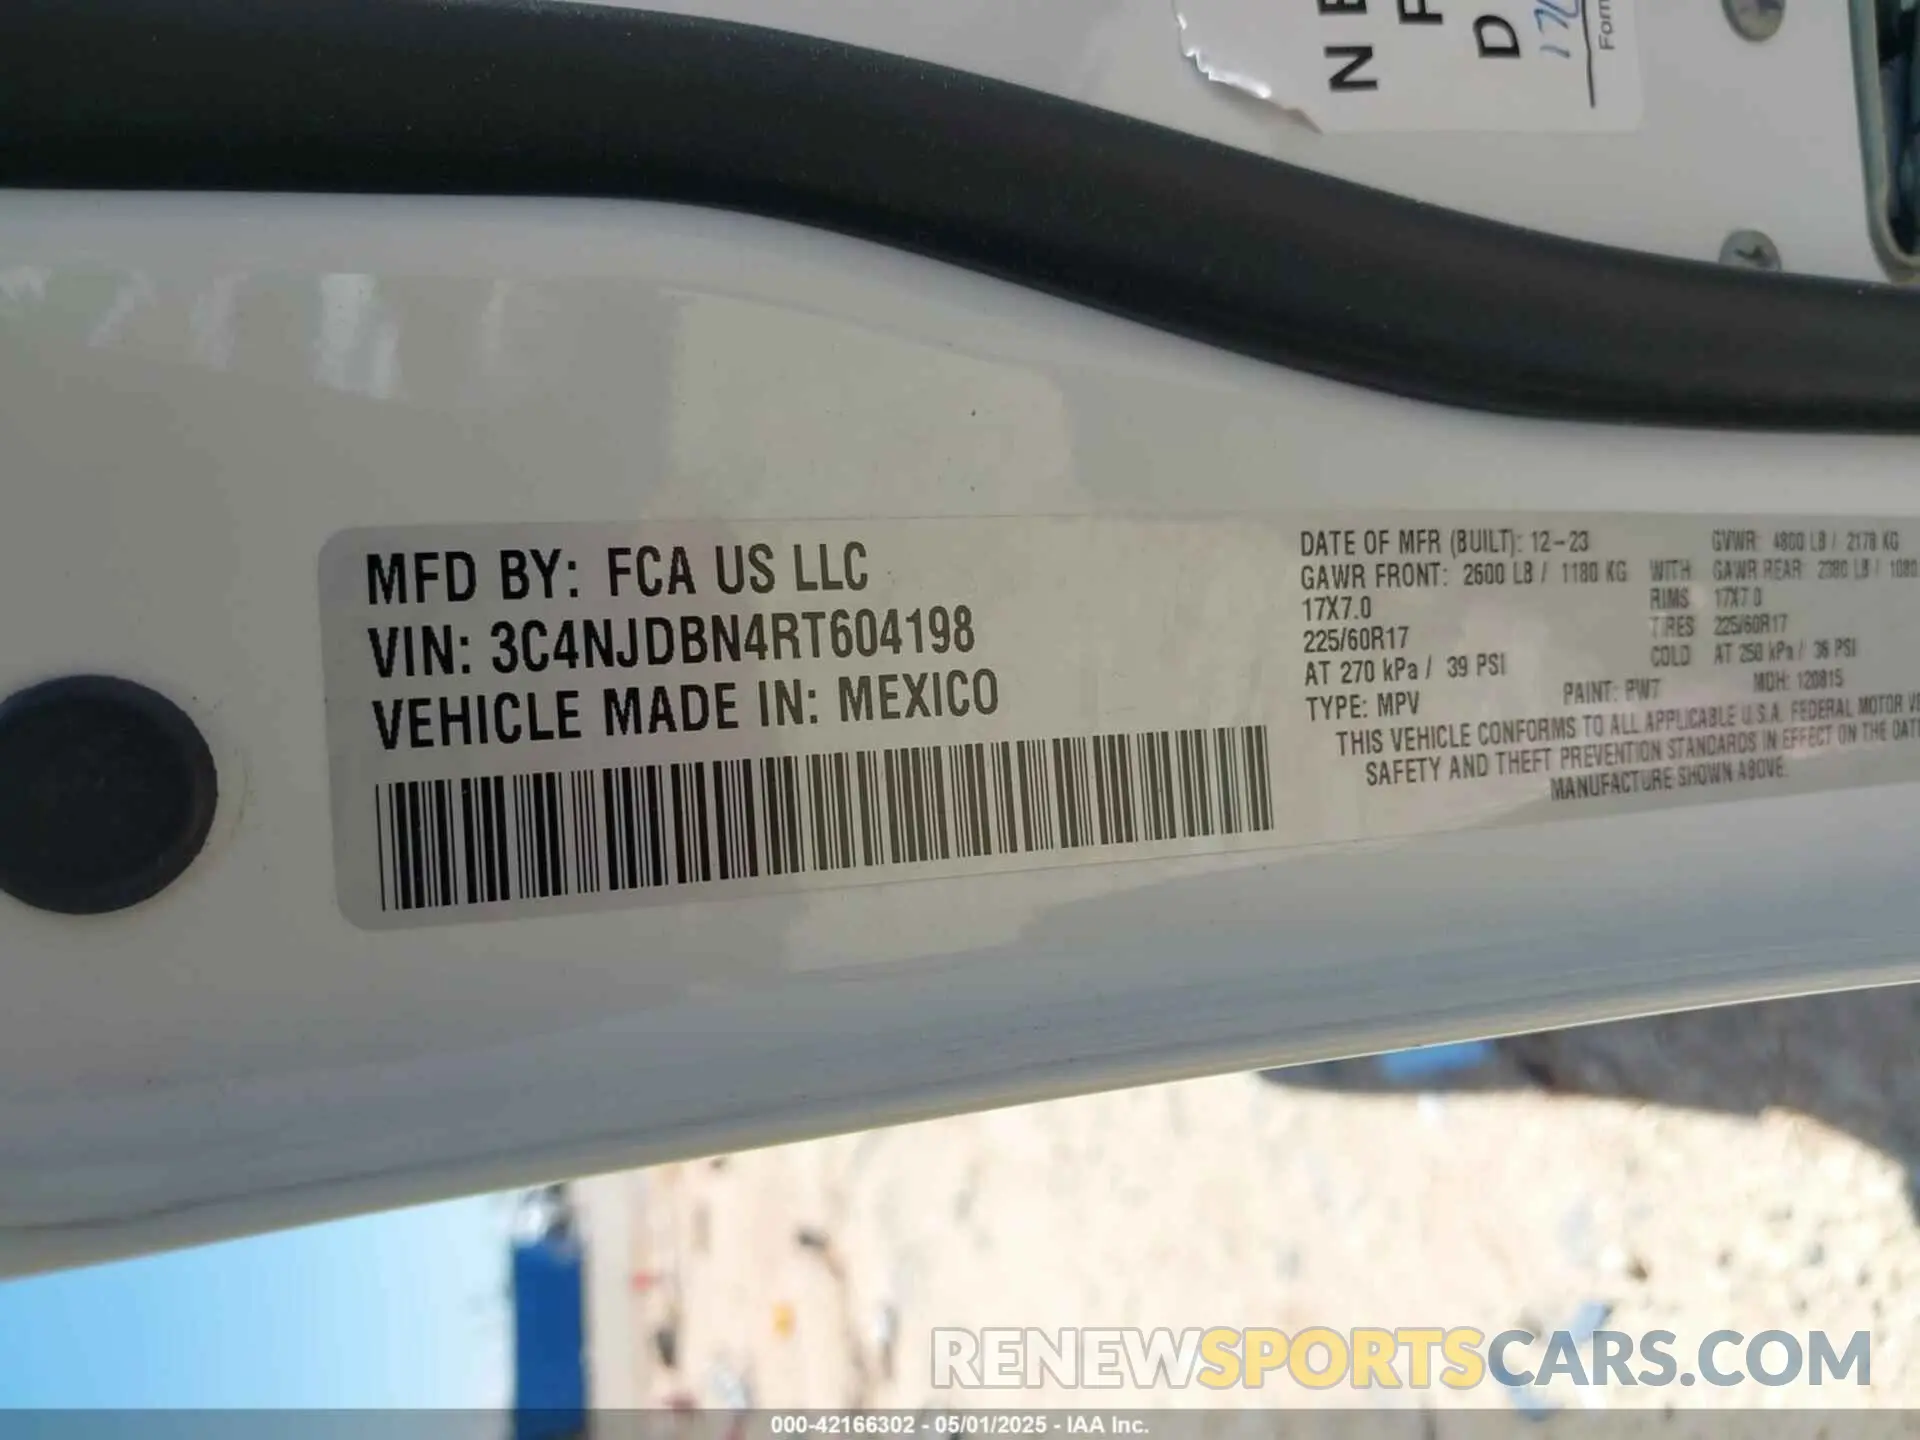 N E
F
D
Form
MFD BY: FCA US LLC
VIN: 3C4NJDBN4RT604198
VEHICLE MADE IN: MEXICO
DATE OF MFR (BUILT): 12-23 GVWR: 4800 LB / 2178 KG
GAWR FRONT: 2600 LB / 1180 KG WITH GAWR REAR: 2380 LB / 1080
17X7.0 RIMS 17X7.0
225/60R17 TIRES 225/60R17
AT 270 kPa / 39 PSI COLD AT 250 kPa / 36 PSI
TYPE: MPV PAINT: PW7 MDH: 120815
THIS VEHICLE CONFORMS TO ALL APPLICABLE U.S.A. FEDERAL MOTOR VE
SAFETY AND THEFT PREVENTION STANDARDS IN EFFECT ON THE DATE
MANUFACTURE SHOWN ABOVE.
RENEWSPORTSCARS.COM
000-42166302 - 05/01/2025 - IAA Inc.